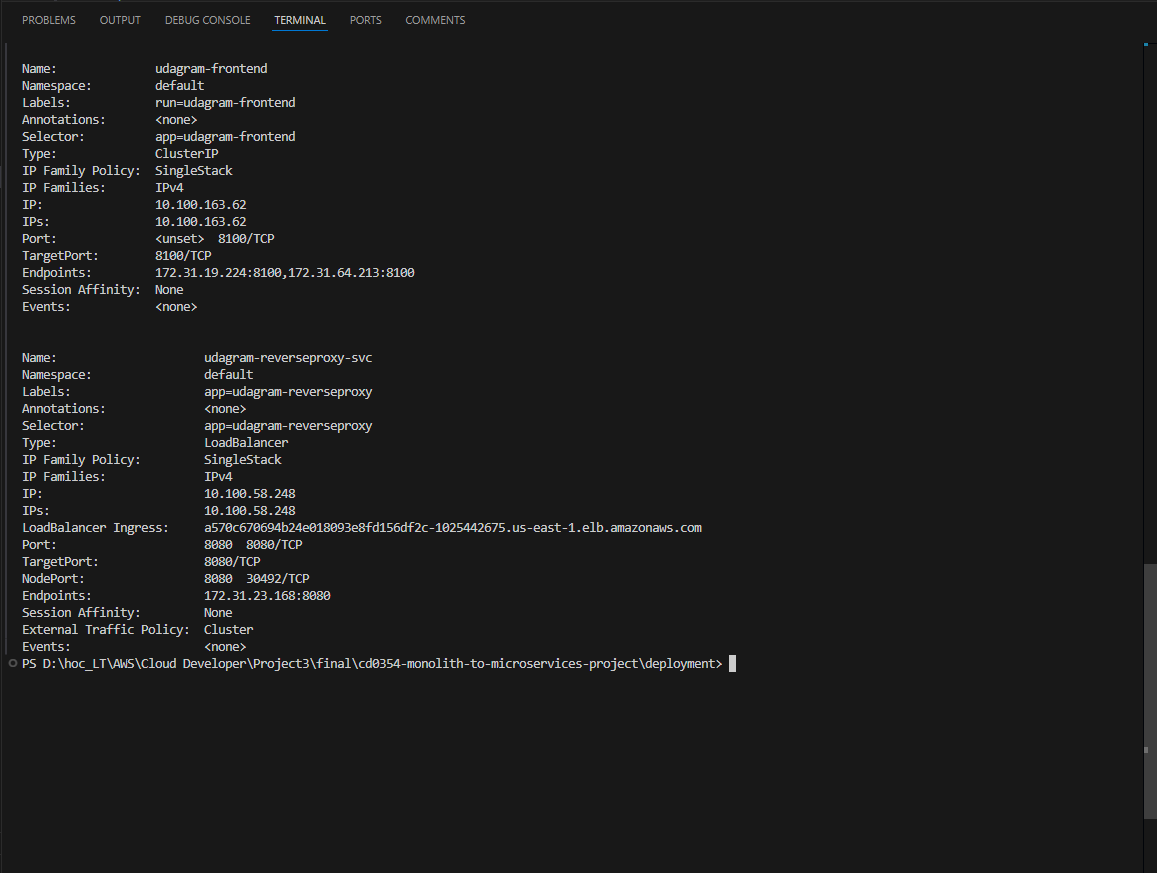 PROBLEMS OUTPUT DEBUG CONSOLE TERMINAL PORTS COMMENTS
Name: udagram-frontend
Namespace: default
Labels: run=udagram-frontend
Annotations: <none>
Selector: app=udagram-frontend
Type: ClusterIP
IP Family Policy: SingleStack
IP Families: IPv4
IP: 10.100.163.62
IPs: 10.100.163.62
Port: <unset> 8100/TCP
TargetPort: 8100/TCP
Endpoints: 172.31.19.224:8100,172.31.64.213:8100
Session Affinity: None
Events: <none>
Name: udagram-reverseproxy-svc
Namespace: default
Labels: app=udagram-reverseproxy
Annotations: <none>
Selector: app=udagram-reverseproxy
Type: LoadBalancer
IP Family Policy: SingleStack
IP Families: IPv4
IP: 10.100.58.248
IPs: 10.100.58.248
LoadBalancer Ingress: a570c670694b24e018093e8fd156df2c-1025442675.us-east-1.elb.amazonaws.com
Port: 8080 8080/TCP
TargetPort: 8080/TCP
NodePort: 8080 30492/TCP
Endpoints: 172.31.23.168:8080
Session Affinity: None
External Traffic Policy: Cluster
Events: <none>
PS D:\hoc_LT\AWS\Cloud Developer\Project3\final\cd0354-monolith-to-microservices-project\deployment>